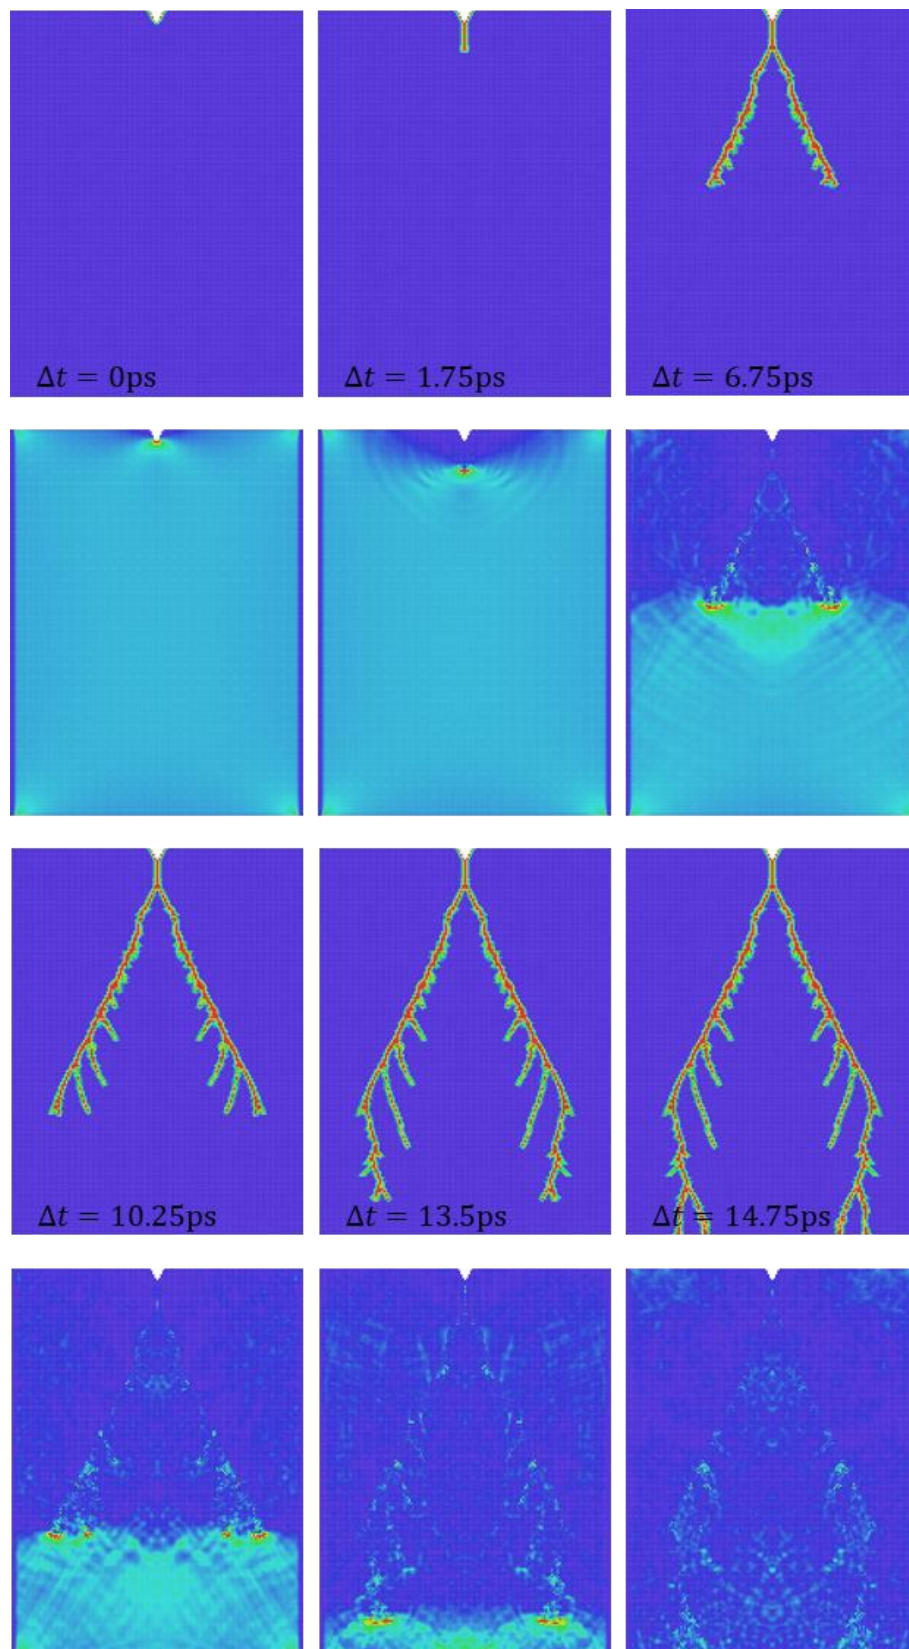 Δt = 0ps
Δt = 1.75ps
Δt = 6.75ps
Δt = 10.25ps
Δt = 13.5ps
Δt = 14.75ps